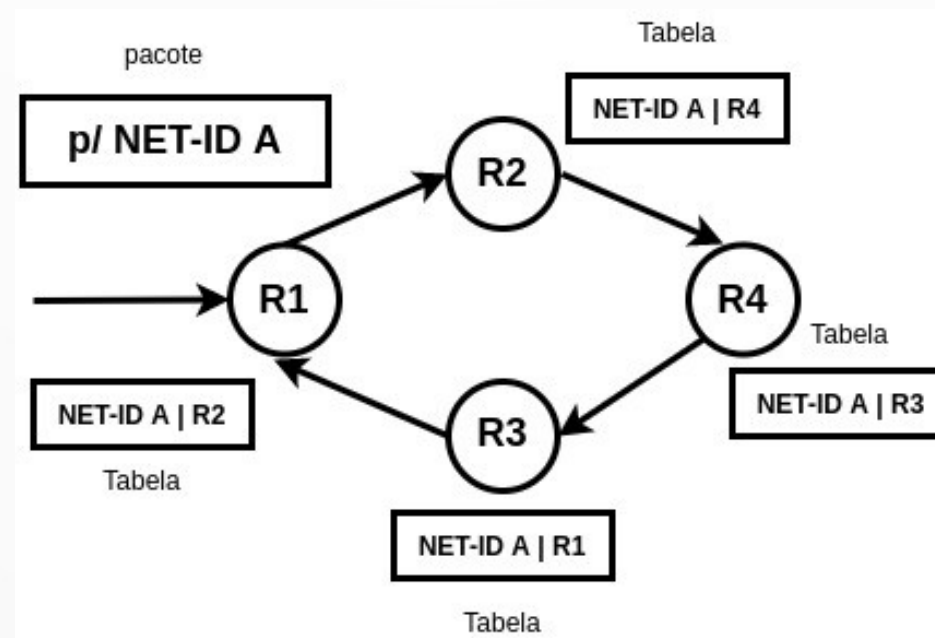 Tabela
pacote
NET-ID A | R4
p/ NET-ID A
R2
R1
R4
Tabela
NET-ID A | R2
NET-ID A | R3
R3
Tabela
NET-ID A | R1
Tabela